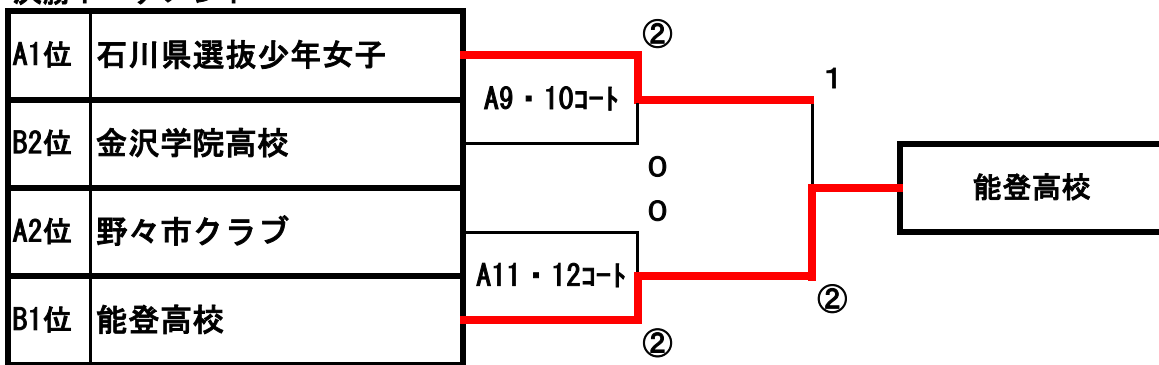 ②
A1位 石川県選抜少年女子
1
A9・10コート
B2位 金沢学院高校
0
能登高校
0
A2位 野々市クラブ
A11・12コート
②
B1位 能登高校
②